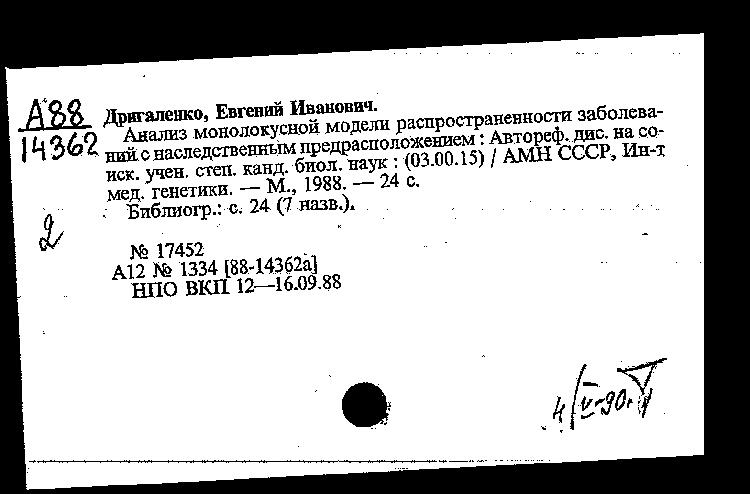 А88
14362
Дригаленко, Евгений Иванович.
Анализ монолокусной модели распространенности заболева-
ний с наследственным предрасположением : Автореф. дис. на со-
иск. учен. степ. канд. биол. наук : (03.00.15) / АМН СССР, Ин-т
мед. генетики. — М., 1988. — 24 с.
Библиогр.: с. 24 (7 назв.).
2
№ 17452
А12 № 1334 [88-14362а]
НПО ВКП 12—16.09.88
4/V-90г.